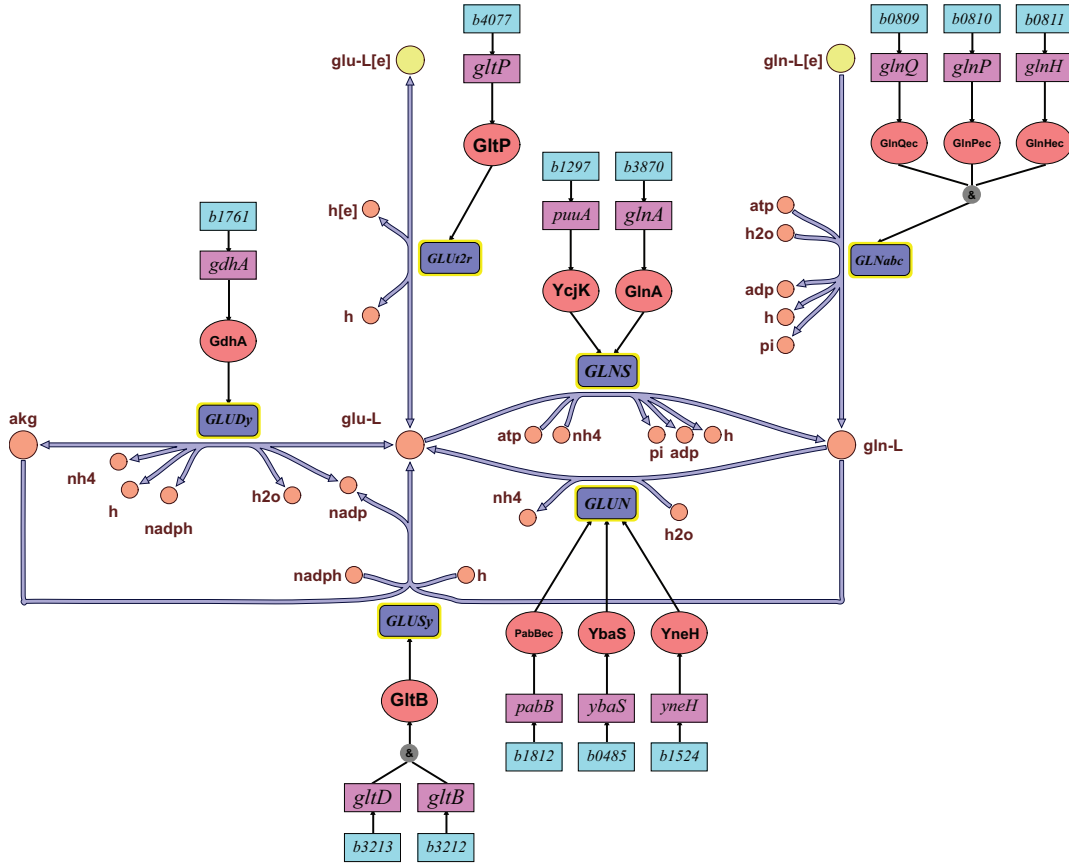 b4077
b0809
b0810
b0811
glu-L[e]
gltP
gln-L[e]
glnQ
glnP
glnH
GltP
GlnQec
GlnPec
GlnHec
b1297
b3870
&
b1761
h[e]
puuA
glnA
atp
h2o
GLUt2r
GLNabc
gdhA
YcjK
GlnA
adp
h
h
pi
GdhA
GLNS
akg
GLUDy
glu-L
atp
nh4
pi
adp
h
gln-L
nh4
h
nadph
h2o
nadp
nh4
GLUN
h2o
nadph
h
GLUSy
PabBec
YbaS
YneH
GltB
pabB
ybaS
yneH
&
b1812
b0485
b1524
gltD
gltB
b3213
b3212